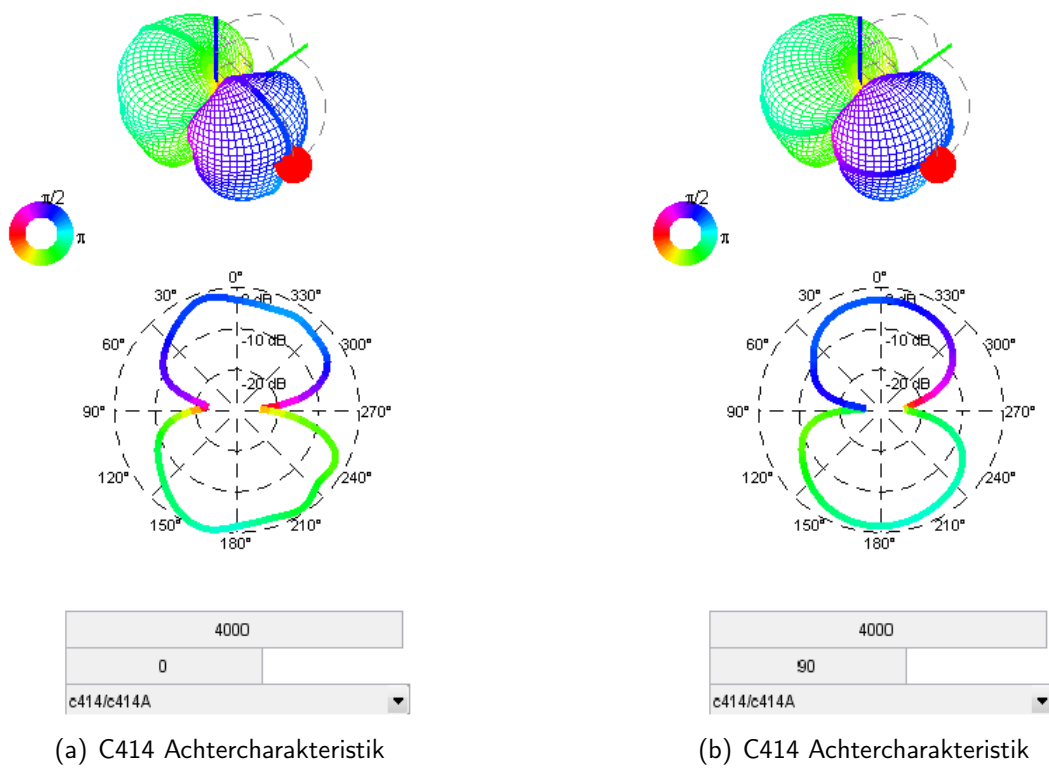 π/2
π
0°
30°
330°
0 dB
60°
300°
-10 dB
-20 dB
90°
270°
120°
240°
150°
210°
180°
4000
0
c414/c414A
(a) C414 Achtercharakteristik
π/2
π
0°
30°
330°
0 dB
60°
300°
-10 dB
-20 dB
90°
270°
120°
240°
150°
210°
180°
4000
90
c414/c414A
(b) C414 Achtercharakteristik